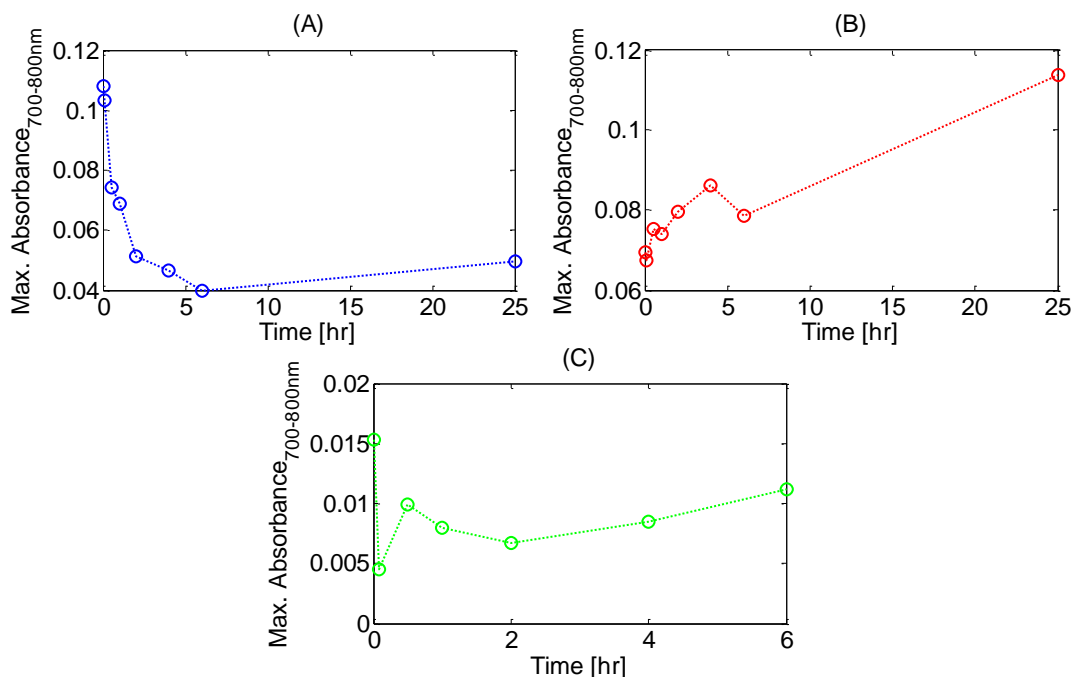 (A)
Max. Absorbance700-800nm
0.12
0.1
0.08
0.06
0.04
0 5 10 15 20 25
Time [hr]
(B)
Max. Absorbance700-800nm
0.12
0.1
0.08
0.06
0 5 10 15 20 25
Time [hr]
(C)
Max. Absorbance700-800nm
0.02
0.015
0.01
0.005
0
0 2 4 6
Time [hr]